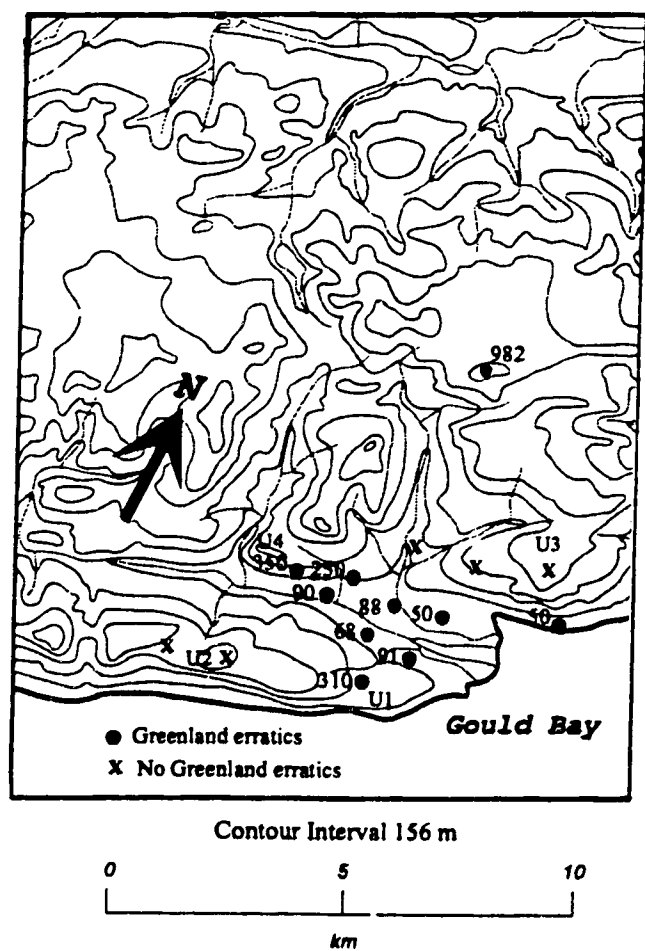 982
N
U4
350
250
U3
90
88
50
50
68
U2
91
310
U1
Gould Bay
Greenland erratics
X No Greenland erratics
Contour Interval 156 m
0 5 10
km